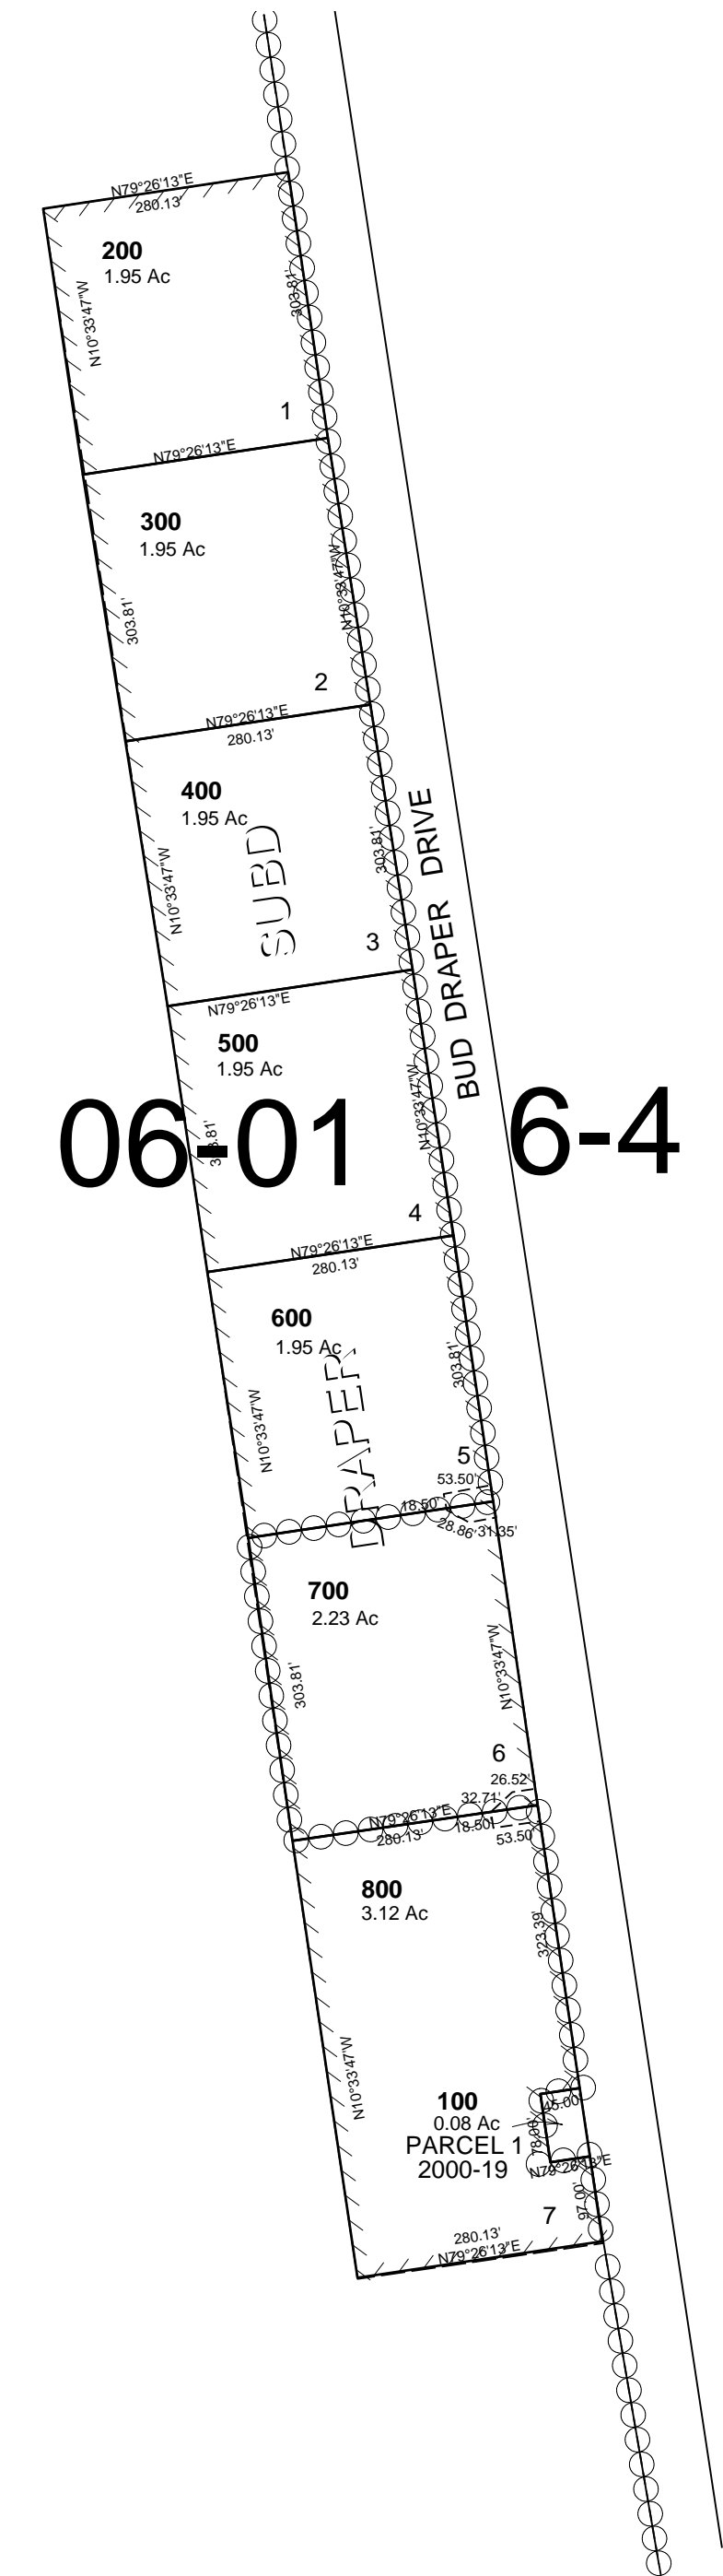 N79°26'13"E
280.13'
200
1.95 Ac
N10°33'47"W
303.81'
1
N79°26'13"E
300
1.95 Ac
N10°33'47"W
303.81'
2
N79°26'13"E
280.13'
400
1.95 Ac
303.81'
SUBD
N10°33'47"W
BUD DRAPER DRIVE
3
N79°26'13"E
500
1.95 Ac
N10°33'47"W
06-01
6-4
303.81'
4
N79°26'13"E
280.13'
600
1.95 Ac
303.81'
DRAPER
N10°33'47"W
5
53.50'
18.50'
28.86'
31.35'
700
2.23 Ac
N10°33'47"W
303.81'
6
26.52'
32.71'
N79°26'13"E
280.13'
18.50'
53.50'
800
3.12 Ac
323.39'
N10°33'47"W
100
0.08 Ac
45.00'
78.00'
PARCEL 1
2000-19
N79°26'13"E
97.00'
7
280.13'
N79°26'13"E